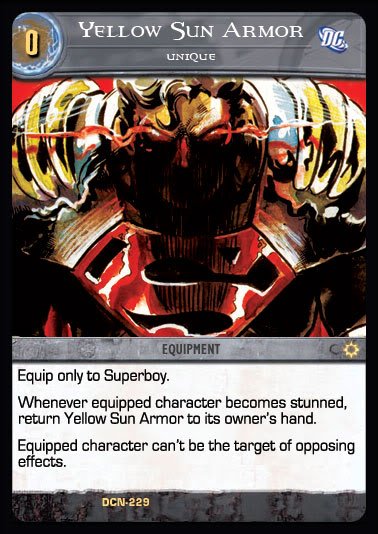 0
Yellow Sun Armor
DC
UNIQUE
EQUIPMENT
C
Equip only to Superboy.
Whenever equipped character becomes stunned,
return Yellow Sun Armor to its owner's hand.
Equipped character can't be the target of opposing
effects.
DCN-229